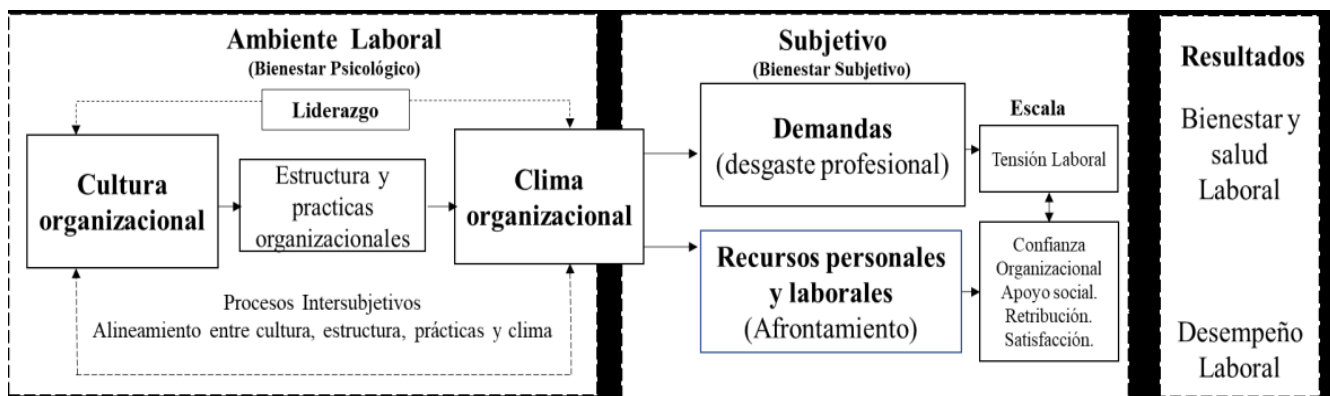 Ambiente Laboral
(Bienestar Psicológico)
Liderazgo
Cultura
organizacional
Estructura y
practicas
organizacionales
Clima
organizacional
Procesos Intersubjetivos
Alineamiento entre cultura, estructura, prácticas y clima
Subjetivo
(Bienestar Subjetivo)
Demandas
(desgaste profesional)
Recursos personales
y laborales
(Afrontamiento)
Escala
Tensión Laboral
Confianza
Organizacional
Apoyo social.
Retribución.
Satisfacción.
Resultados
Bienestar y
salud
Laboral
Desempeño
Laboral